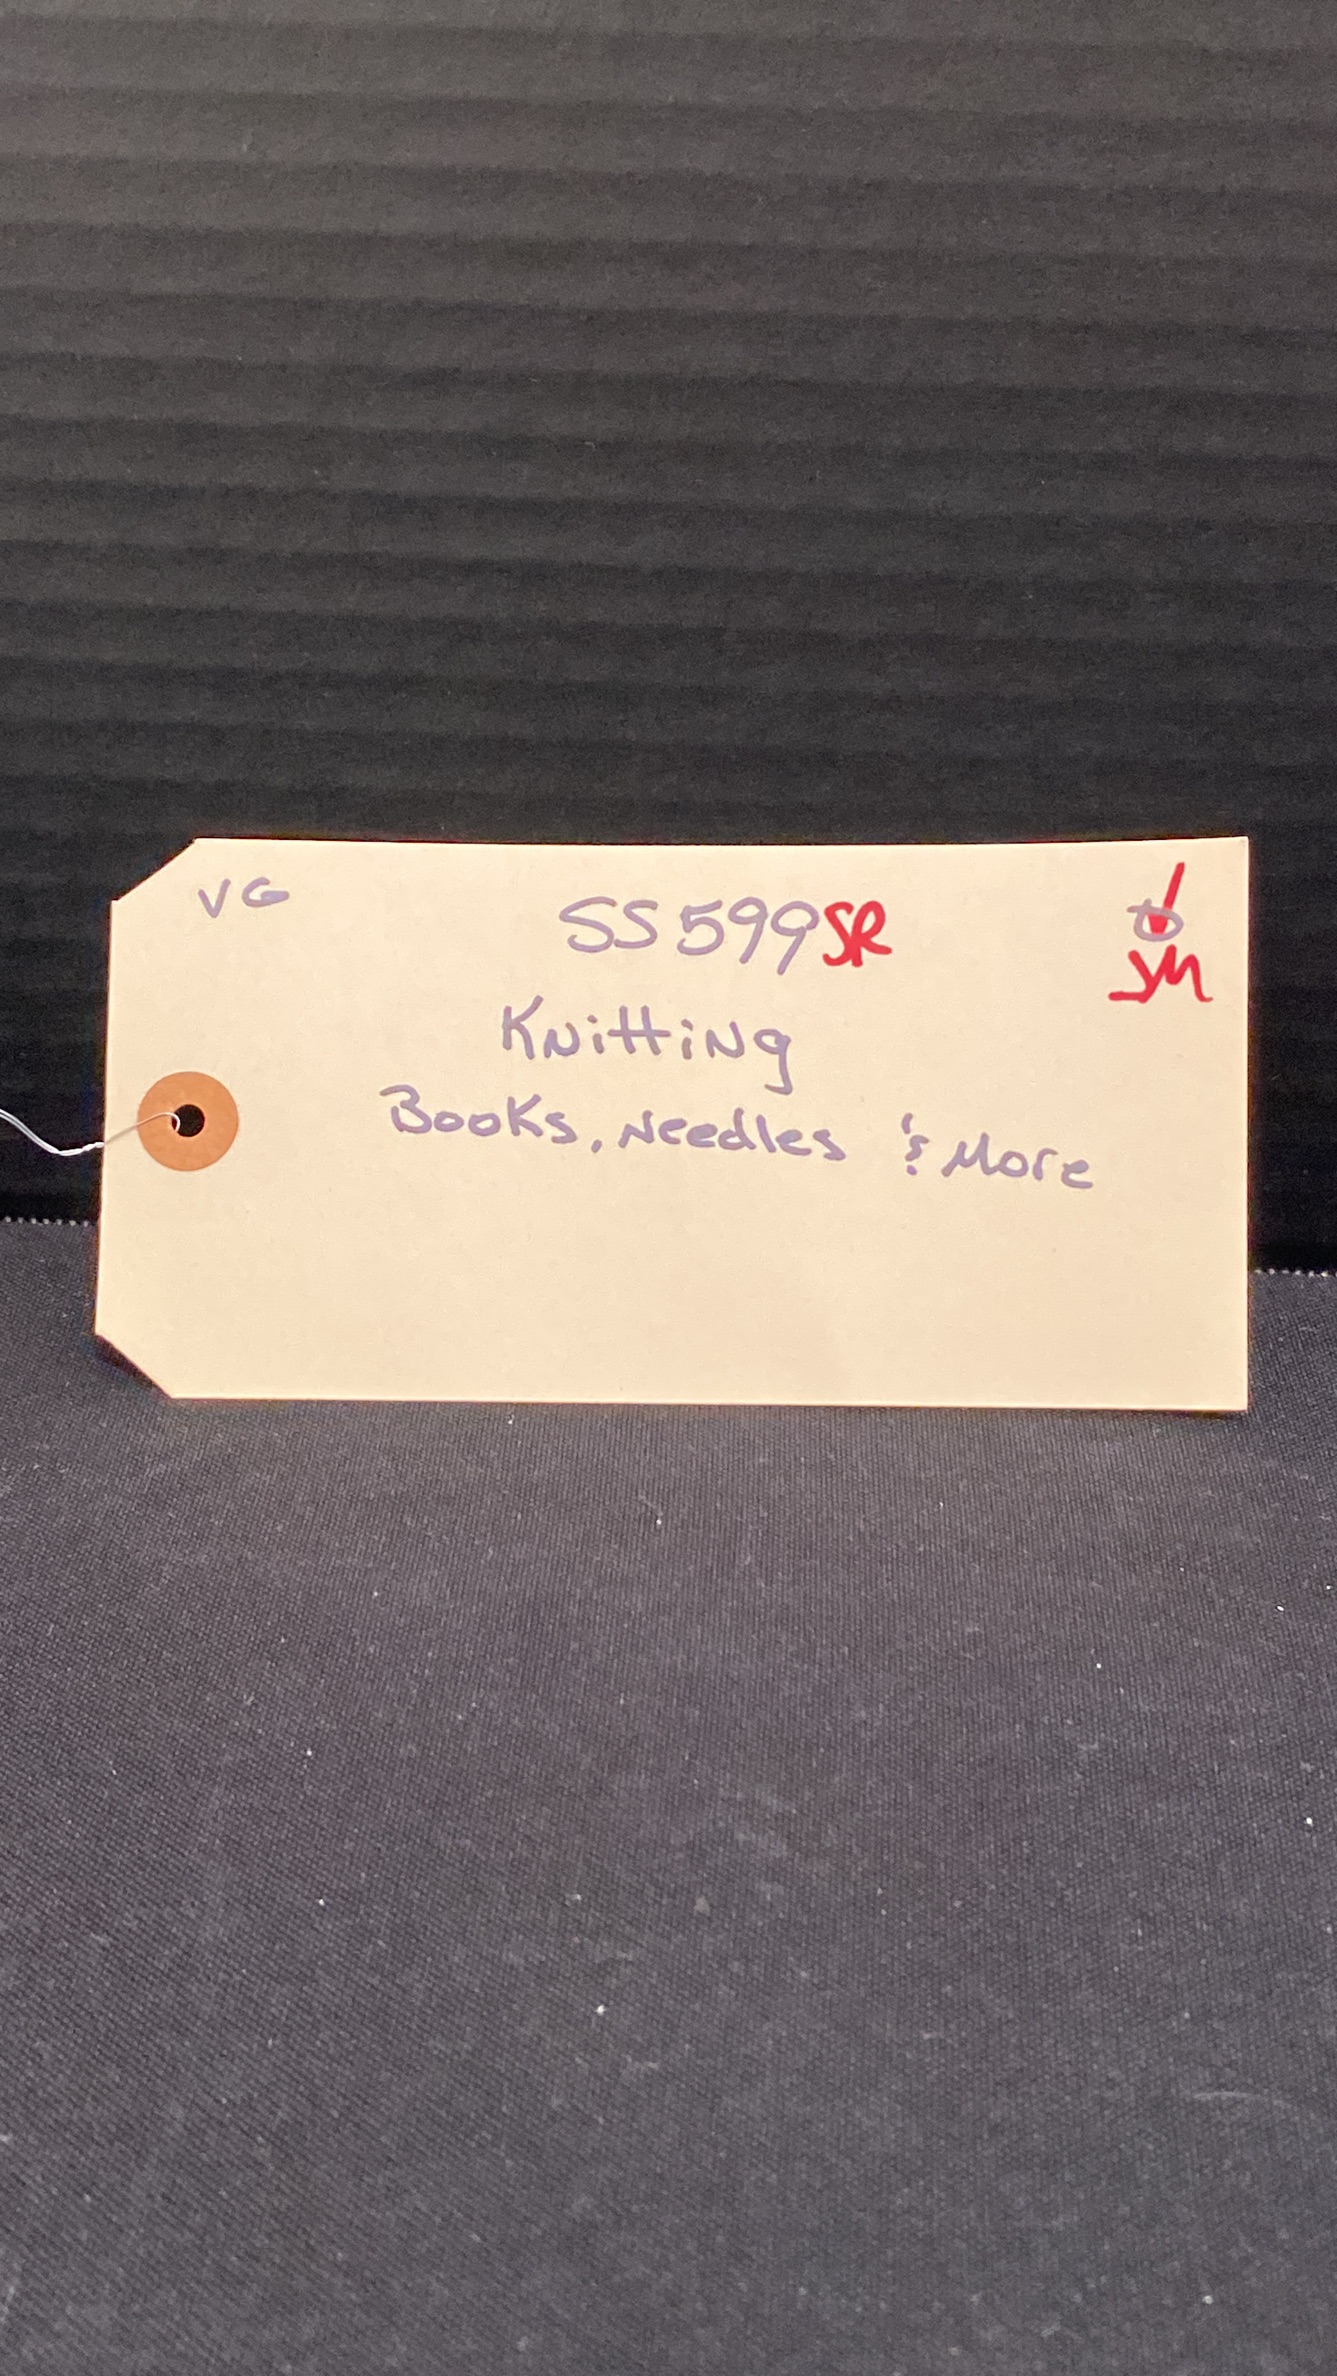 VG
SS599SR
Knitting
Books, Needles & More